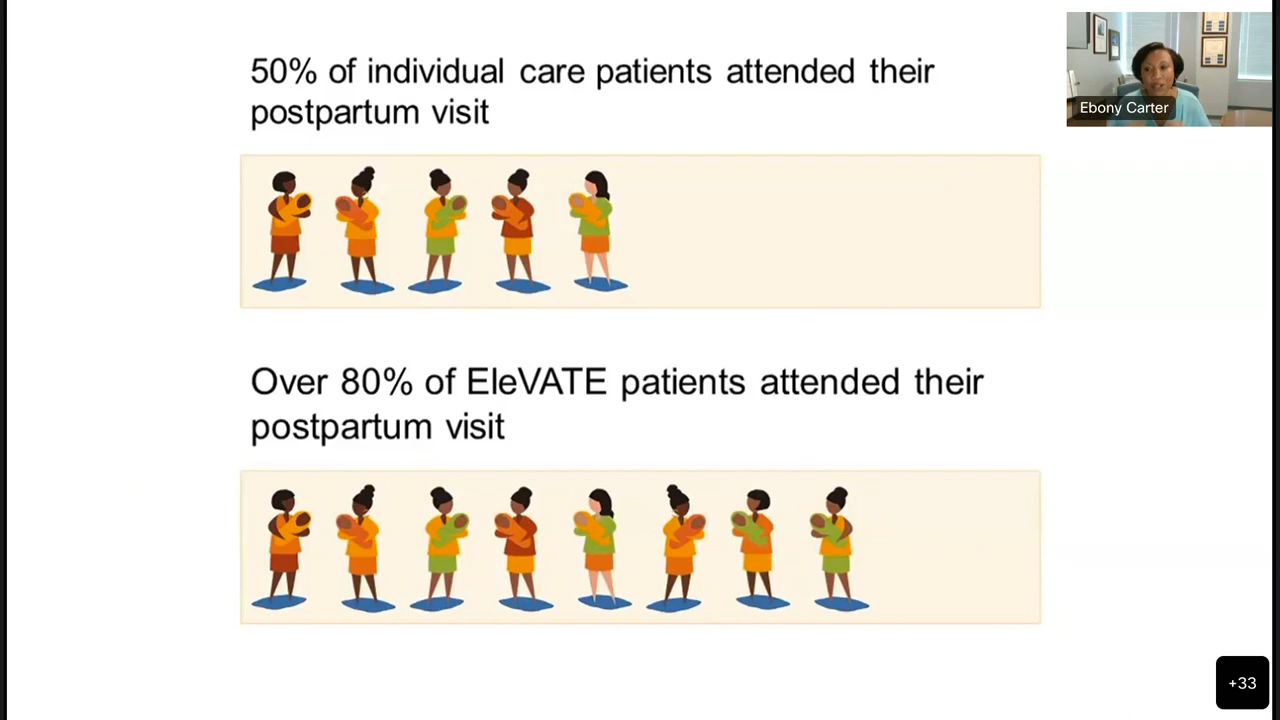 50% of individual care patients attended their
postpartum visit
Ebony Carter
Over 80% of EleVATE patients attended their
postpartum visit
+33